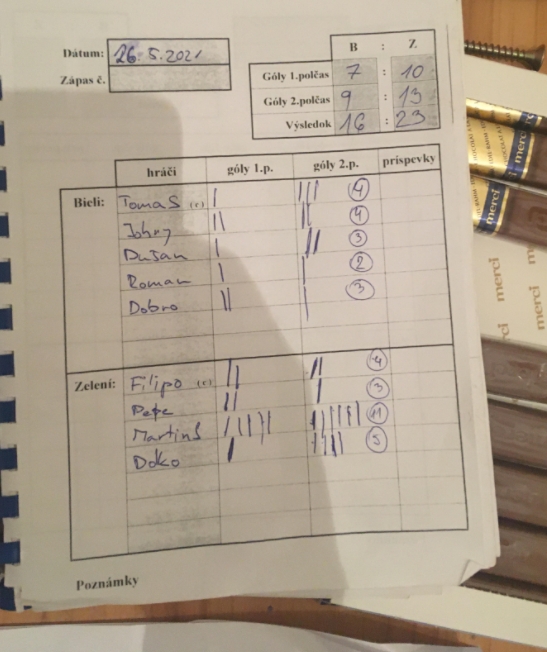 Dátum: 26.5.2021
Zápas č.
B : Z
Góly 1.polčas 7 : 10
Góly 2.polčas 9 : 13
Výsledok 16 : 23
hráči góly 1.p. góly 2.p. príspevky
Bieli: Tomas (c) | ||| 4
Johny || || 4
Dušan | || 3
Roman | | 2
Dobro || | 3
Zelení: Filipo (c) || || 4
Pepe || | 3
MartinS ||||| |||||| 11
Doko | |||| 5
Poznámky
merci
merci
merci
merci